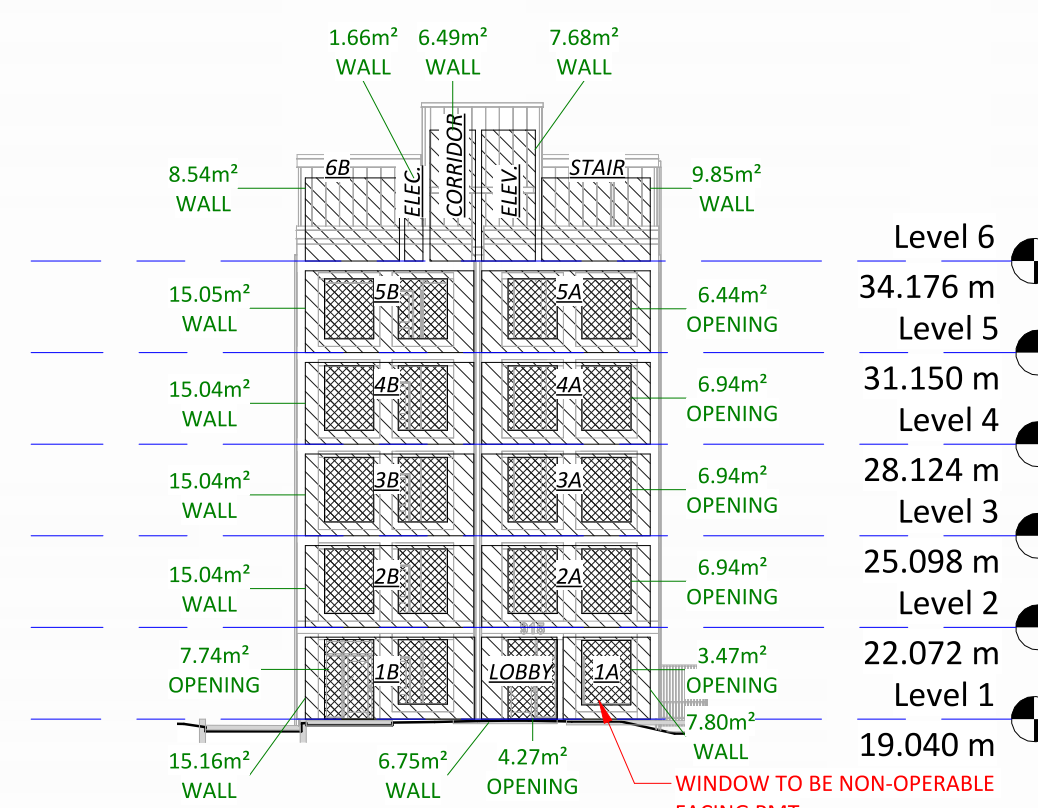 1.66m² 6.49m² 7.68m²
WALL WALL WALL
CORRIDOR
6B ELEC. ELEV. STAIR
8.54m²
WALL
9.85m²
WALL
Level 6
34.176 m
15.05m²
WALL
5B 5A
6.44m²
OPENING
Level 5
31.150 m
15.04m²
WALL
4B 4A
6.94m²
OPENING
Level 4
28.124 m
15.04m²
WALL
3B 3A
6.94m²
OPENING
Level 3
25.098 m
15.04m²
WALL
2B 2A
6.94m²
OPENING
Level 2
22.072 m
7.74m²
OPENING
1B LOBBY 1A
3.47m²
OPENING
Level 1
19.040 m
7.80m²
WALL
15.16m²
WALL
6.75m²
WALL
4.27m²
OPENING
WINDOW TO BE NON-OPERABLE